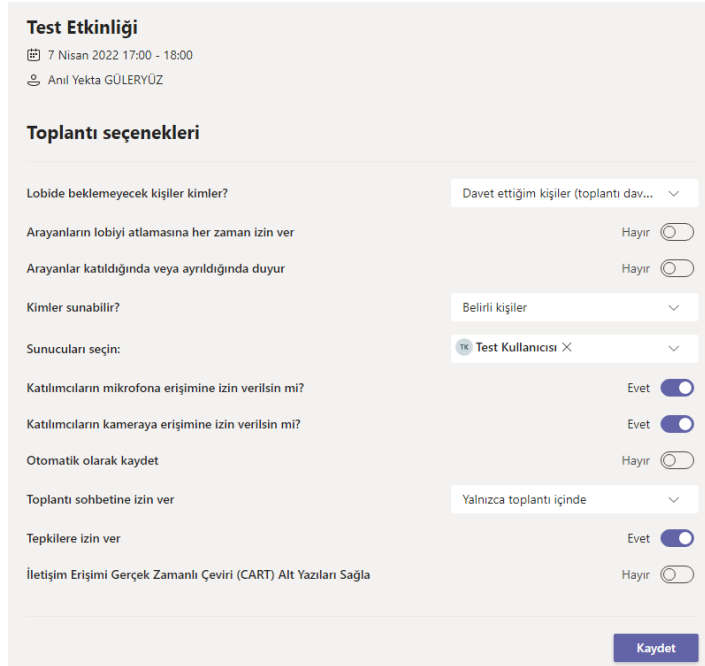 Test Etkinliği
7 Nisan 2022 17:00 - 18:00
Anıl Yekta GÜLERYÜZ
Toplantı seçenekleri
Lobide beklemeyecek kişiler kimler? Davet ettiğim kişiler (toplantı dav...
Arayanların lobiyi atlamasına her zaman izin ver Hayır
Arayanlar katıldığında veya ayrıldığında duyur Hayır
Kimler sunabilir? Belirli kişiler
Sunucuları seçin: TK Test Kullanıcısı
Katılımcıların mikrofona erişimine izin verilsin mi? Evet
Katılımcıların kameraya erişimine izin verilsin mi? Evet
Otomatik olarak kaydet Hayır
Toplantı sohbetine izin ver Yalnızca toplantı içinde
Tepkilere izin ver Evet
İletişim Erişimi Gerçek Zamanlı Çeviri (CART) Alt Yazıları Sağla Hayır
Kaydet